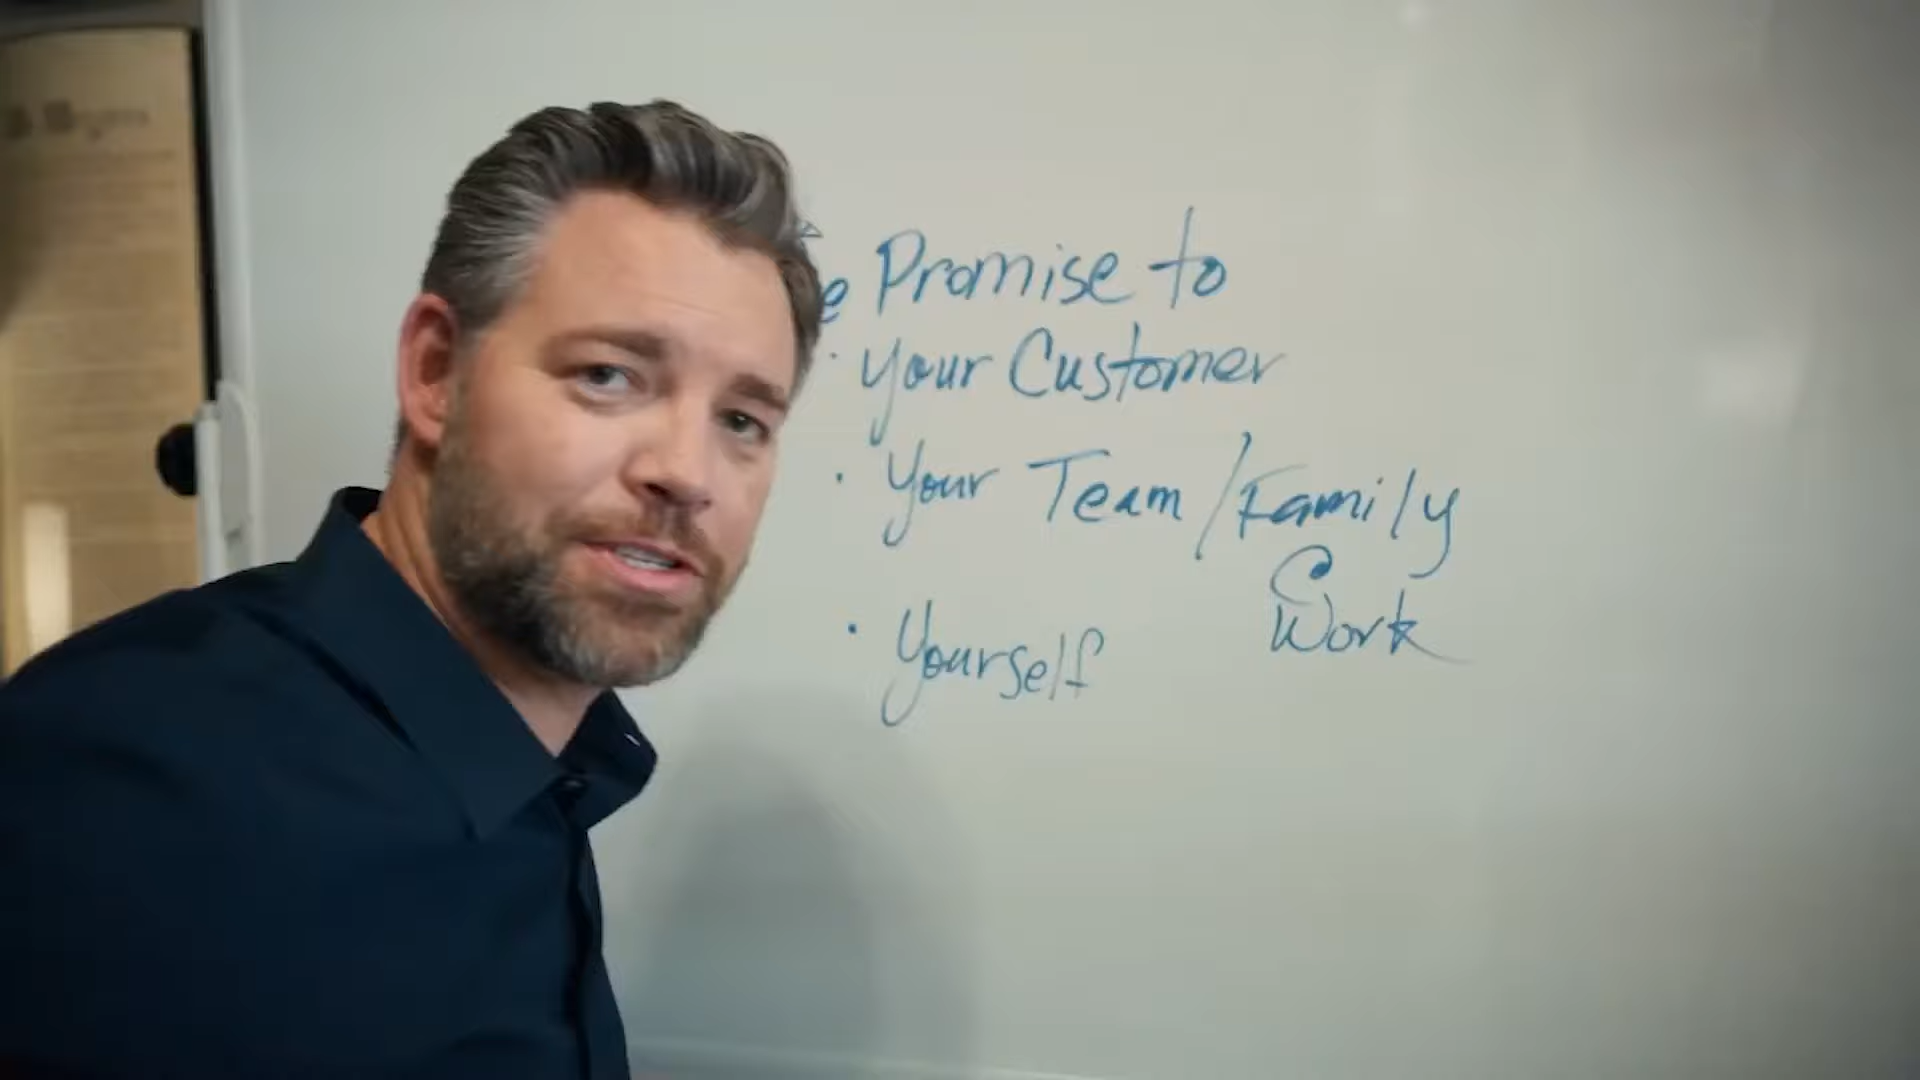 e Promise to
· Your Customer
· Your Team/Family
@
Work
· Yourself